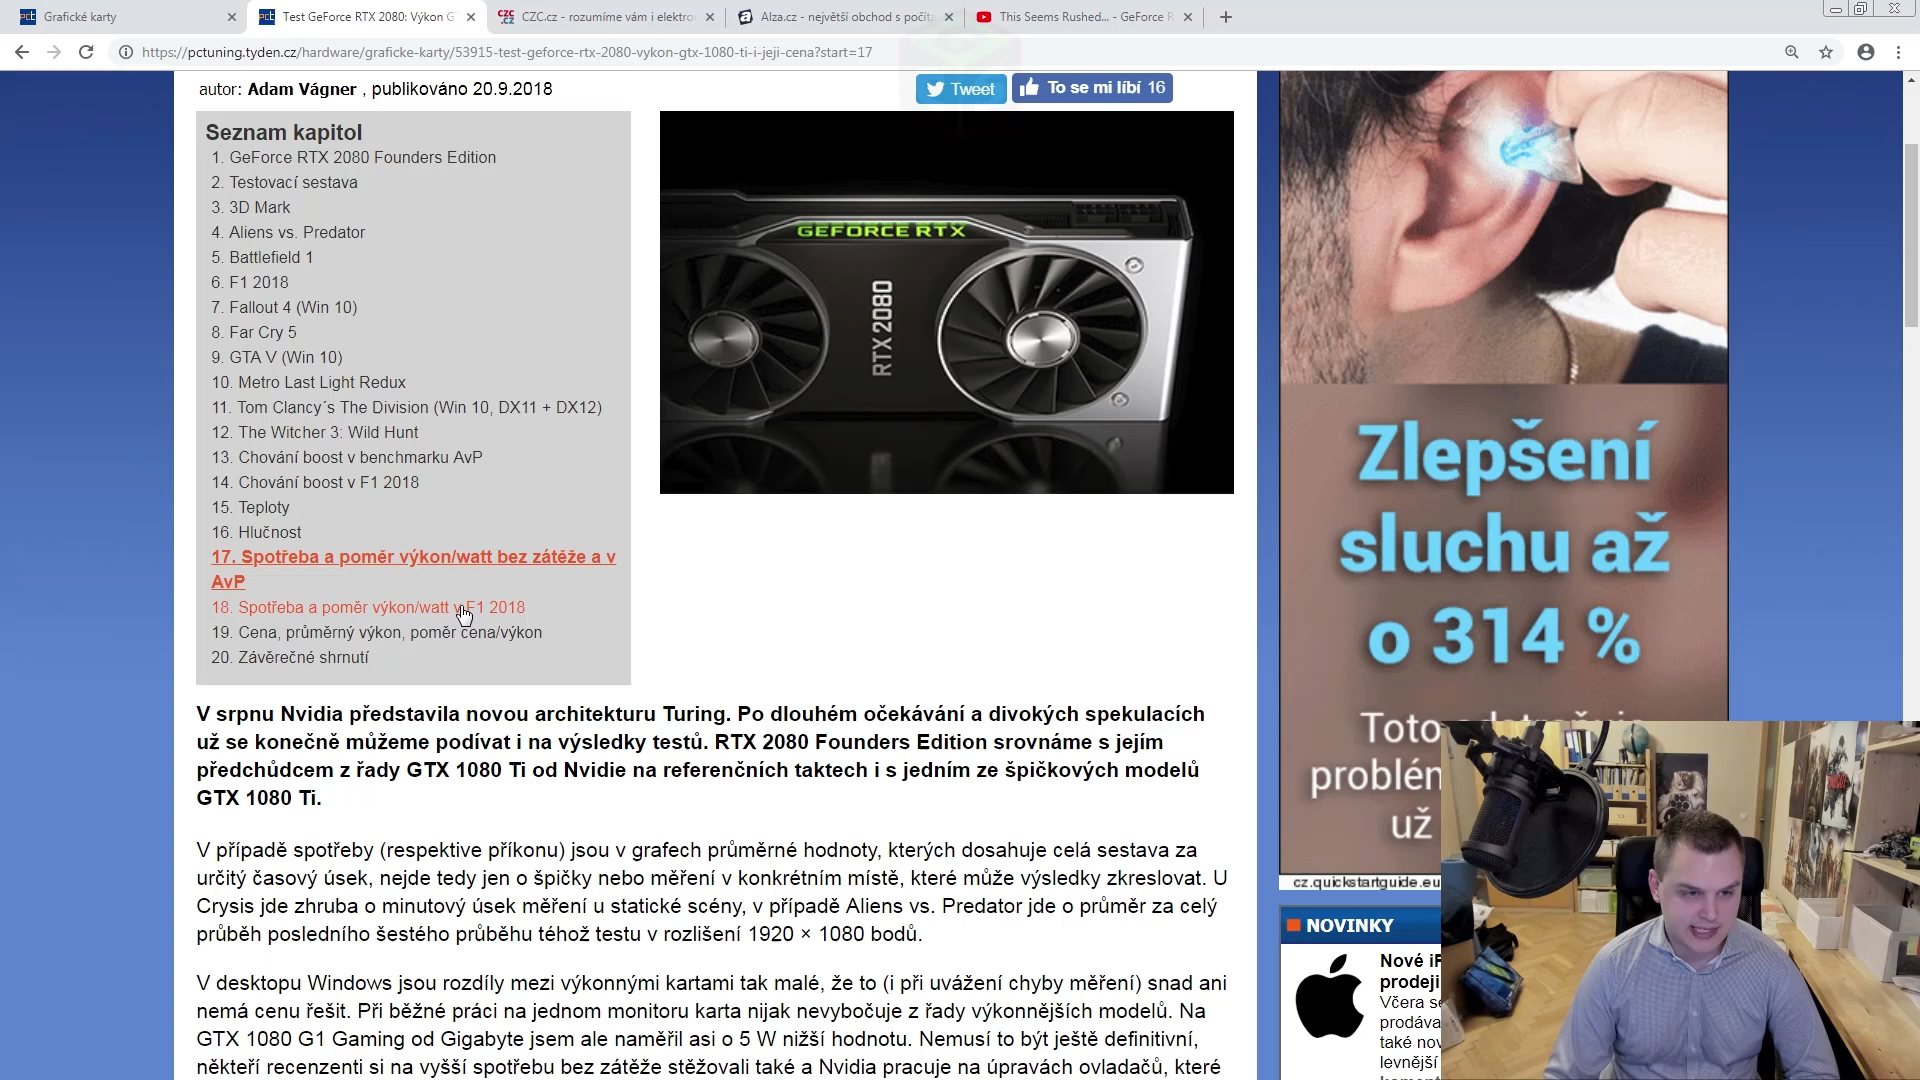 Grafické karty
Test GeForce RTX 2080: Výkon G
CZC.cz - rozumíme vám i elektro
Alza.cz - největší obchod s počíta
This Seems Rushed... - GeForce R
https://pctuning.tyden.cz/hardware/graficke-karty/53915-test-geforce-rtx-2080-vykon-gtx-1080-ti-i-jeji-cena?start=17
autor: Adam Vágner , publikováno 20.9.2018
Tweet
To se mi líbí 16
Seznam kapitol
1. GeForce RTX 2080 Founders Edition
2. Testovací sestava
3. 3D Mark
4. Aliens vs. Predator
5. Battlefield 1
6. F1 2018
7. Fallout 4 (Win 10)
8. Far Cry 5
9. GTA V (Win 10)
10. Metro Last Light Redux
11. Tom Clancy´s The Division (Win 10, DX11 + DX12)
12. The Witcher 3: Wild Hunt
13. Chování boost v benchmarku AvP
14. Chování boost v F1 2018
15. Teploty
16. Hlučnost
17. Spotřeba a poměr výkon/watt bez zátěže a v
AvP
18. Spotřeba a poměr výkon/watt v F1 2018
19. Cena, průměrný výkon, poměr cena/výkon
20. Závěrečné shrnutí
GEFORCE RTX
RTX 2080
V srpnu Nvidia představila novou architekturu Turing. Po dlouhém očekávání a divokých spekulacích
už se konečně můžeme podívat i na výsledky testů. RTX 2080 Founders Edition srovnáme s jejím
předchůdcem z řady GTX 1080 Ti od Nvidie na referenčních taktech i s jedním ze špičkových modelů
GTX 1080 Ti.
V případě spotřeby (respektive příkonu) jsou v grafech průměrné hodnoty, kterých dosahuje celá sestava za
určitý časový úsek, nejde tedy jen o špičky nebo měření v konkrétním místě, které může výsledky zkreslovat. U
Crysis jde zhruba o minutový úsek měření u statické scény, v případě Aliens vs. Predator jde o průměr za celý
průběh posledního šestého průběhu téhož testu v rozlišení 1920 × 1080 bodů.
V desktopu Windows jsou rozdíly mezi výkonnými kartami tak malé, že to (i při uvážení chyby měření) snad ani
nemá cenu řešit. Při běžné práci na jednom monitoru karta nijak nevybočuje z řady výkonnějších modelů. Na
GTX 1080 G1 Gaming od Gigabyte jsem ale naměřil asi o 5 W nižší hodnotu. Nemusí to být ještě definitivní,
někteří recenzenti si na vyšší spotřebu bez zátěže stěžovali také a Nvidia pracuje na úpravách ovladačů, které
Zlepšení
sluchu až
o 314 %
Toto
problém
už
cz.quickstartguide.eu
NOVINKY
Nové iP
prodeji
Včera se
prodáva
také nov
levnější